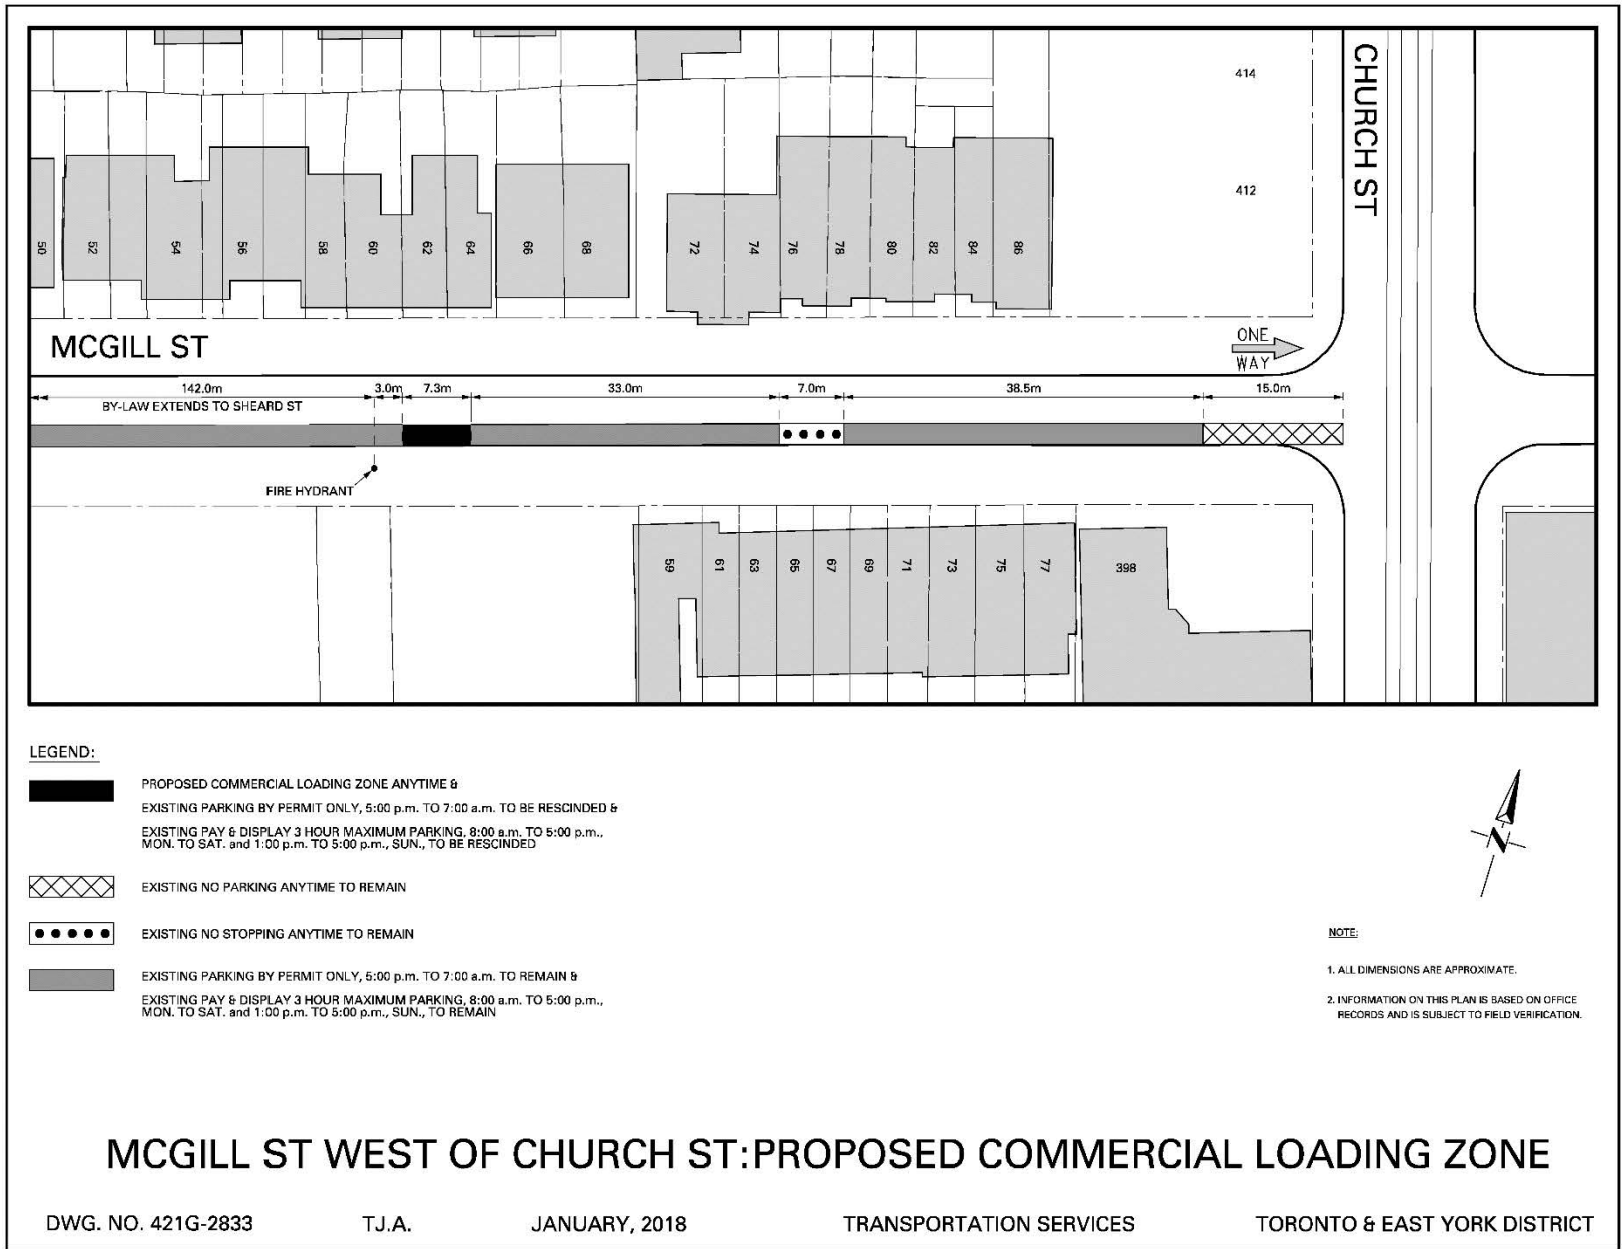 414
CHURCH ST
412
50
52
54
56
58
60
62
64
66
68
72
74
76
78
80
82
84
86
MCGILL ST
ONE
WAY
142.0m
3.0m
7.3m
33.0m
7.0m
38.5m
15.0m
BY-LAW EXTENDS TO SHEARD ST
FIRE HYDRANT
59
61
63
65
67
69
71
73
75
77
398
LEGEND:
PROPOSED COMMERCIAL LOADING ZONE ANYTIME &
EXISTING PARKING BY PERMIT ONLY, 5:00 p.m. TO 7:00 a.m. TO BE RESCINDED &
EXISTING PAY & DISPLAY 3 HOUR MAXIMUM PARKING, 8:00 a.m. TO 5:00 p.m.,
MON. TO SAT. and 1:00 p.m. TO 5:00 p.m., SUN., TO BE RESCINDED
EXISTING NO PARKING ANYTIME TO REMAIN
EXISTING NO STOPPING ANYTIME TO REMAIN
EXISTING PARKING BY PERMIT ONLY, 5:00 p.m. TO 7:00 a.m. TO REMAIN &
EXISTING PAY & DISPLAY 3 HOUR MAXIMUM PARKING, 8:00 a.m. TO 5:00 p.m.,
MON. TO SAT. and 1:00 p.m. TO 5:00 p.m., SUN., TO REMAIN
N
NOTE:
1. ALL DIMENSIONS ARE APPROXIMATE.
2. INFORMATION ON THIS PLAN IS BASED ON OFFICE
RECORDS AND IS SUBJECT TO FIELD VERIFICATION.
MCGILL ST WEST OF CHURCH ST:PROPOSED COMMERCIAL LOADING ZONE
DWG. NO. 421G-2833 TJ.A. JANUARY, 2018 TRANSPORTATION SERVICES TORONTO & EAST YORK DISTRICT